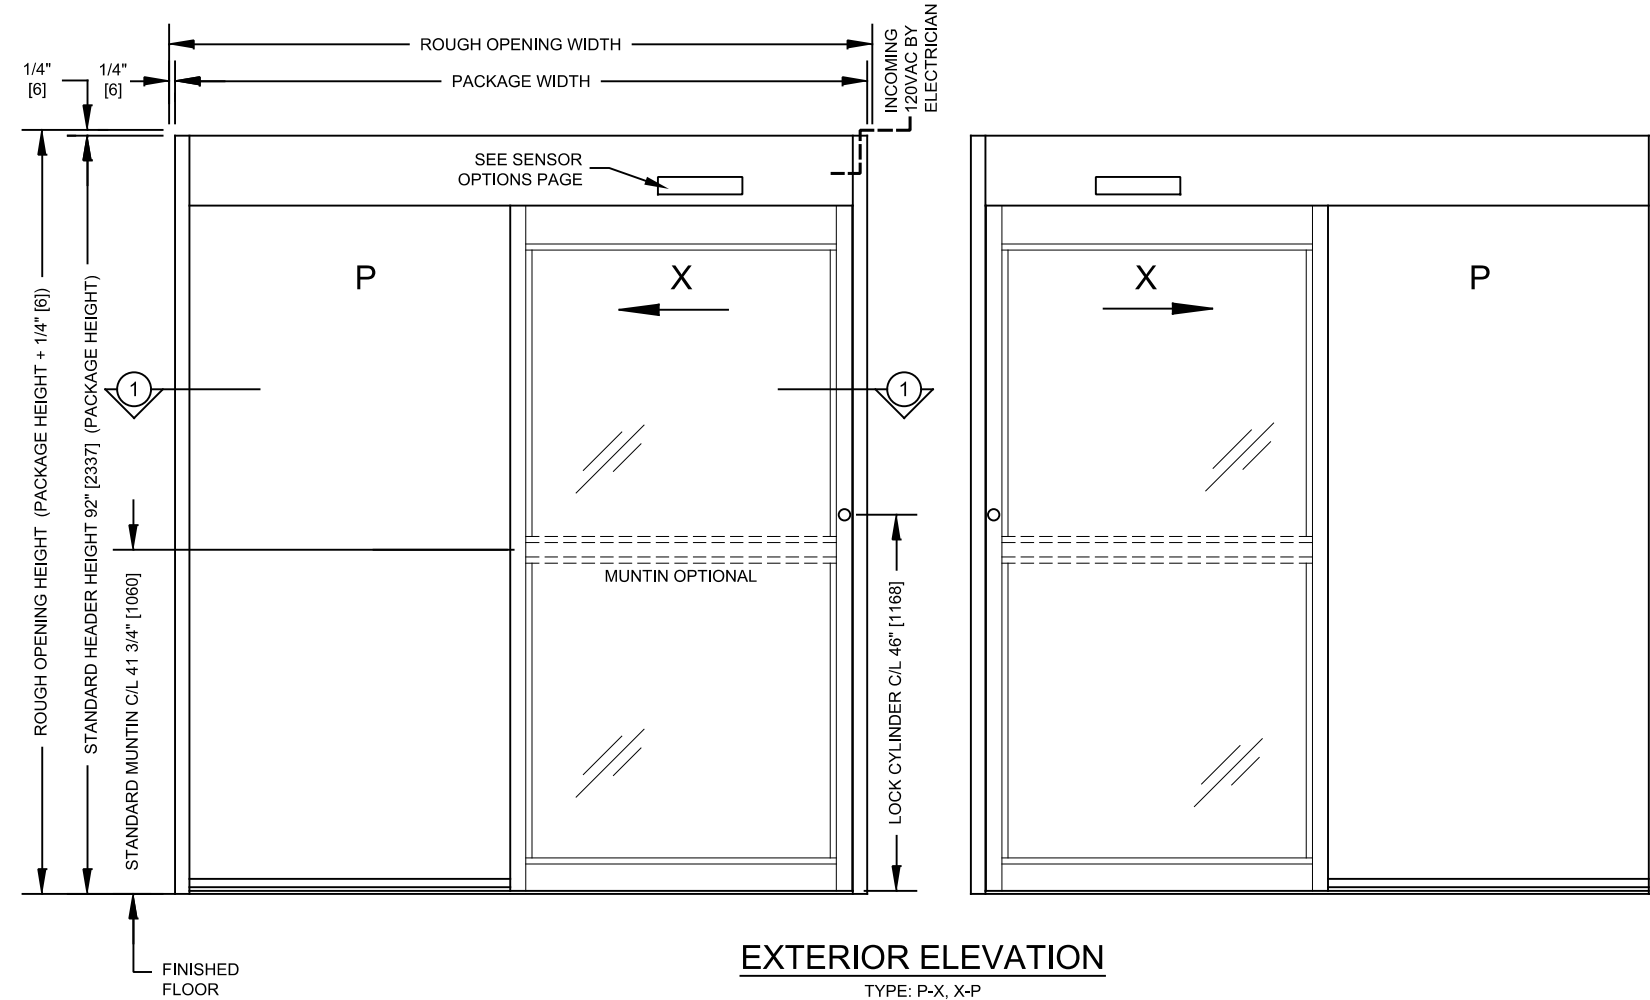 ROUGH OPENING WIDTH
PACKAGE WIDTH
1/4"
[6]
1/4"
[6]
INCOMING
120VAC BY
ELECTRICIAN
SEE SENSOR
OPTIONS PAGE
P
X
X
P
1
1
ROUGH OPENING HEIGHT (PACKAGE HEIGHT + 1/4" [6])
STANDARD HEADER HEIGHT 92" [2337] (PACKAGE HEIGHT)
STANDARD MUNTIN C/L 41 3/4" [1060]
MUNTIN OPTIONAL
LOCK CYLINDER C/L 46" [1168]
FINISHED
FLOOR
EXTERIOR ELEVATION
TYPE: P-X, X-P